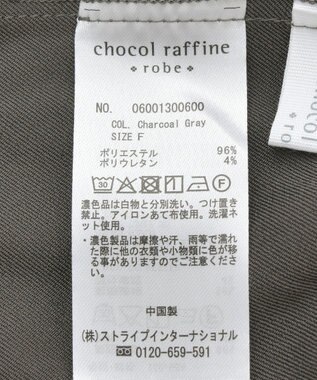 chocol raffine
robe
NO. 06001300600
COL. Charcoal Gray
SIZE F
ポリエステル 96%
ポリウレタン 4%
濃色品は白物と分別洗い。つけ置
き禁止。アイロンあて布使用。洗濯ネ
ット使用。
・濃色製品は摩擦や汗、雨等で濡れ
た際に他の衣類や小物に色が移
る事が有りますのでご注意くださ
い。
中国製
(株)ストライプインターナショナル
0120-659-591